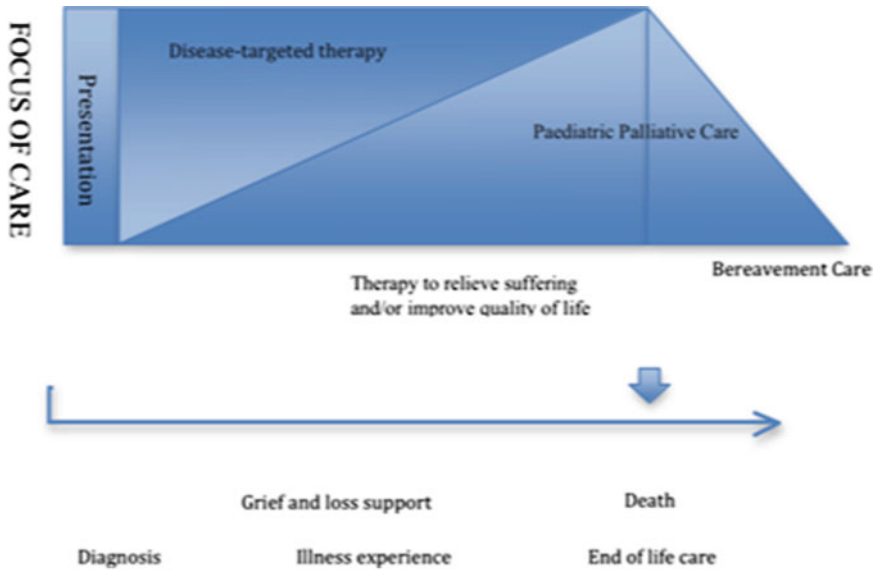 FOCUS OF CARE
Presentation
Disease-targeted therapy
Paediatric Palliative Care
Bereavement Care
Therapy to relieve suffering
and/or improve quality of life
Grief and loss support
Death
Diagnosis
Illness experience
End of life care